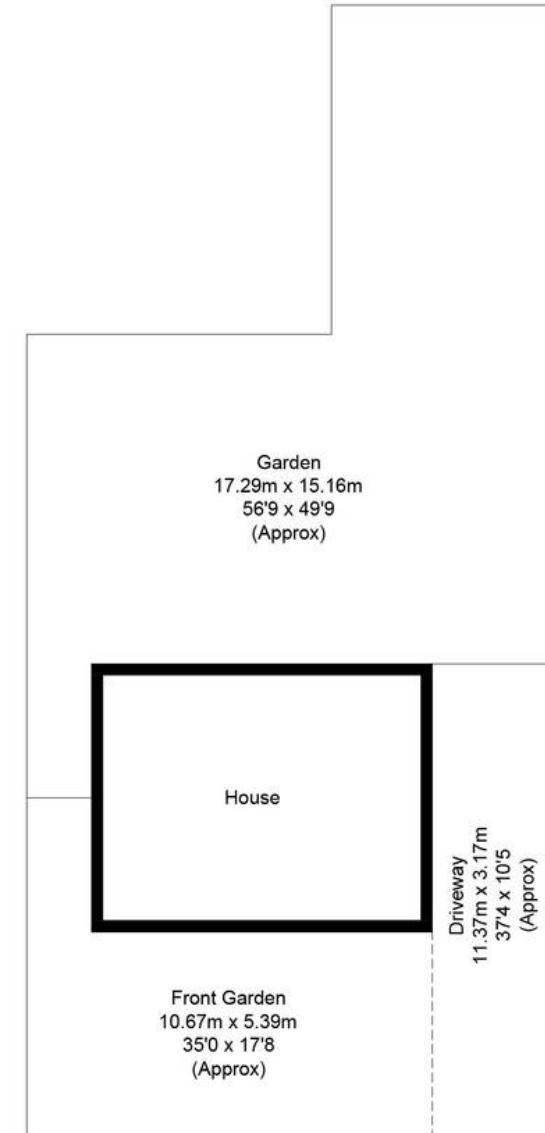 Garden
17.29m x 15.16m
56'9 x 49'9
(Approx)
House
Driveway
11.37m x 3.17m
37'4 x 10'5
(Approx)
Front Garden
10.67m x 5.39m
35'0 x 17'8
(Approx)